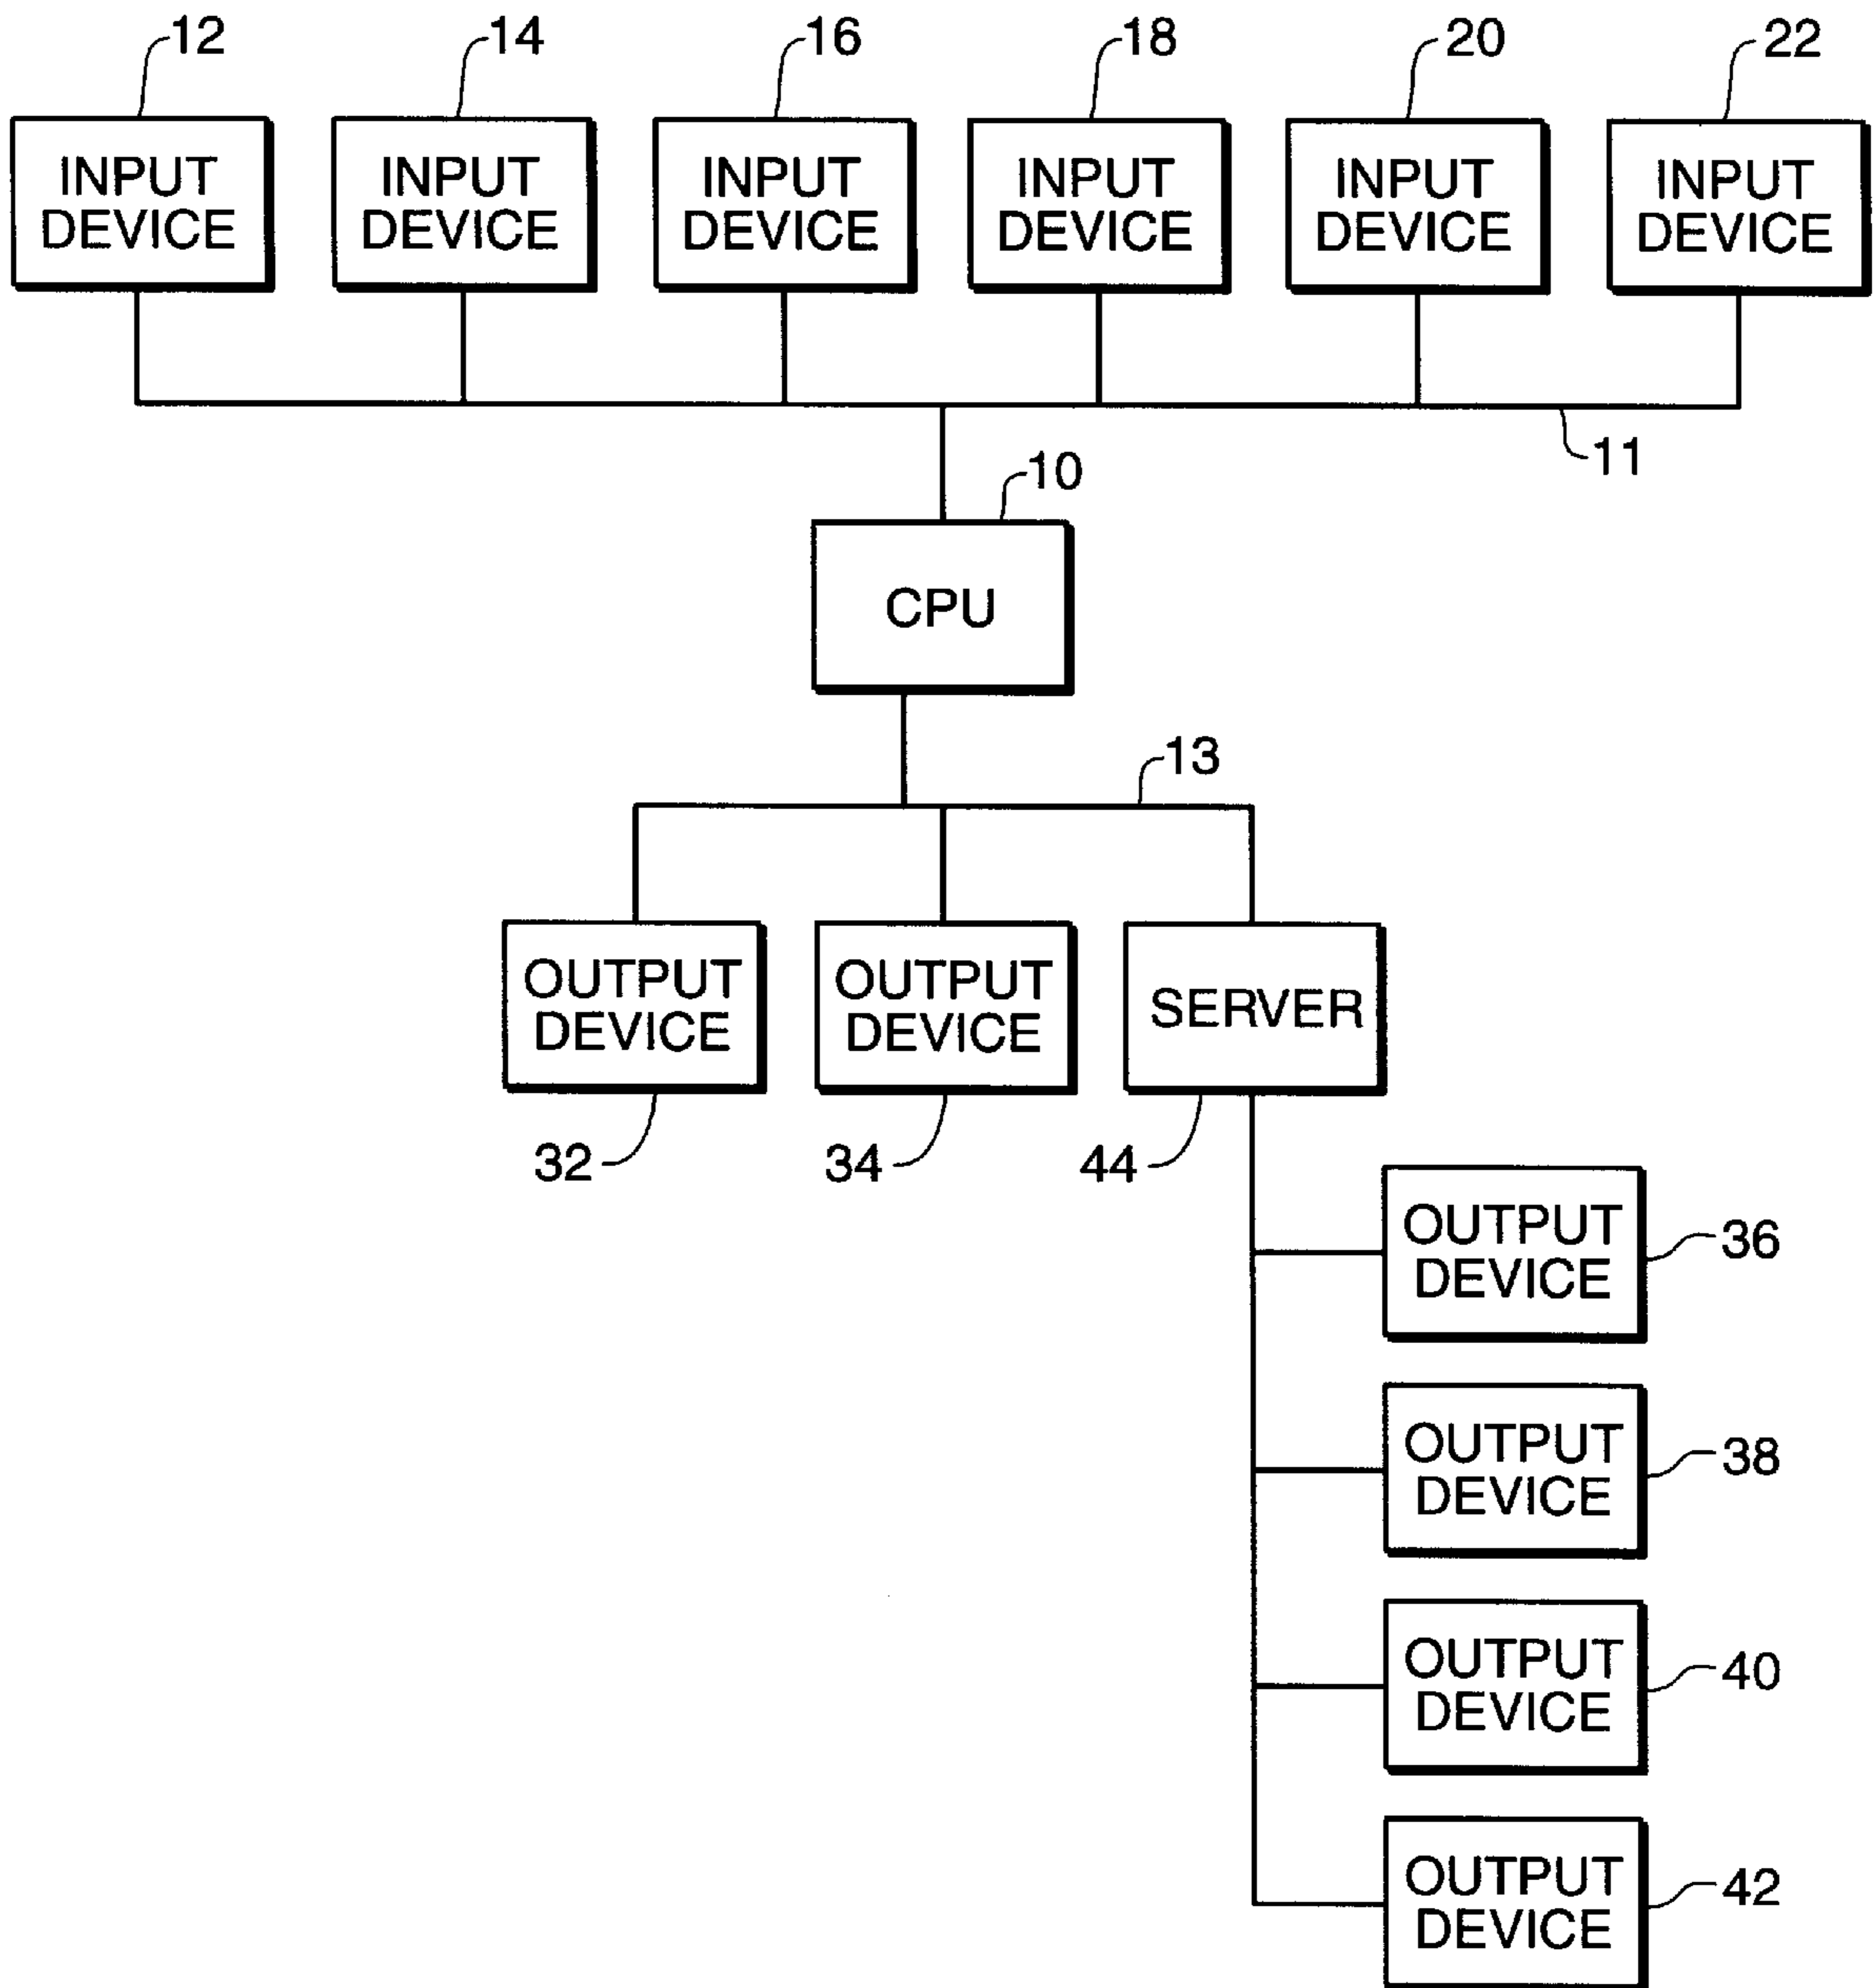 12 14 16 18 20 22
INPUT DEVICE INPUT DEVICE INPUT DEVICE INPUT DEVICE INPUT DEVICE INPUT DEVICE
11
10
CPU
13
OUTPUT DEVICE OUTPUT DEVICE SERVER
32 34 44
OUTPUT
DEVICE
36
OUTPUT
DEVICE
38
OUTPUT
DEVICE
40
OUTPUT
DEVICE
42